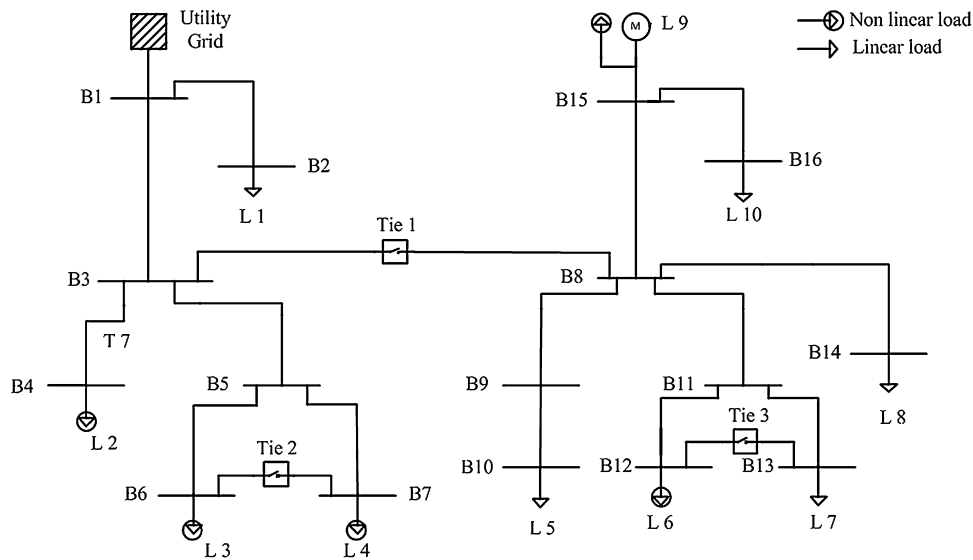 Utility
Grid
L 9
M
Non lincar load
Lincar load
B1
B15
B2
B16
L 1
L 10
Tie 1
B3
B8
T 7
B14
B4
B5
B9
B11
L 2
Tie 2
Tie 3
L 8
B10
B12
B13
B6
B7
L 5
L 6
L 7
L 3
L 4